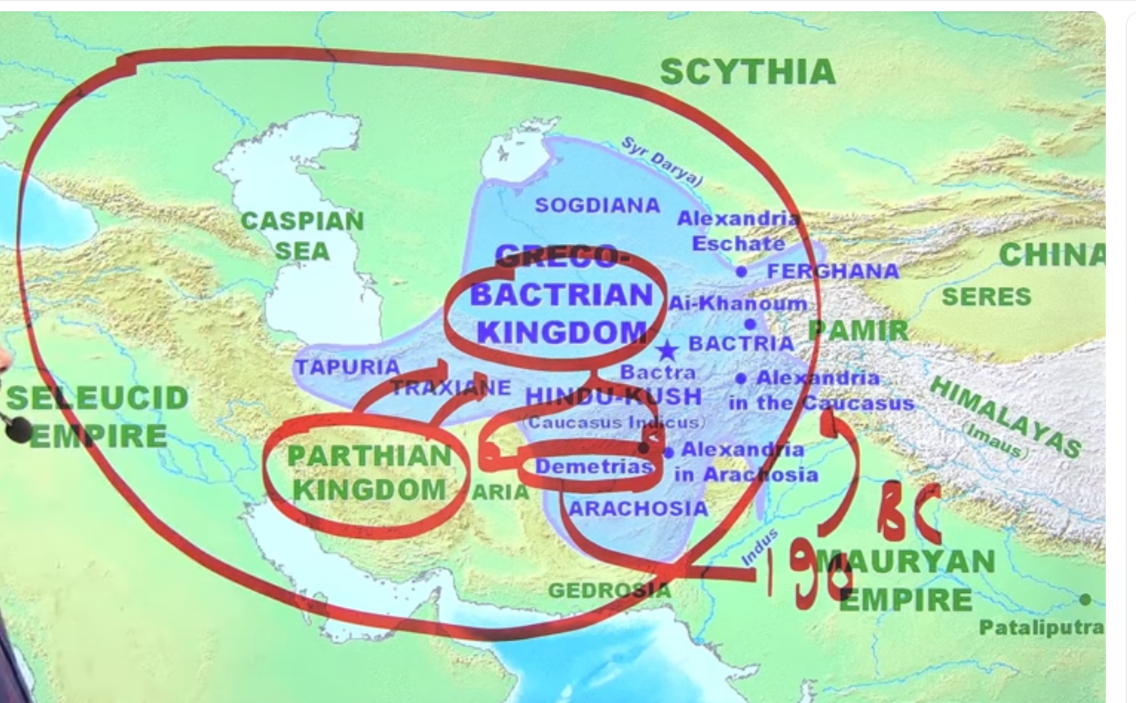 SCYTHIA
Syr Darya)
SOGDIANA
Alexandria
Eschate
CASPIAN
SEA
FERGHANA
CHINA
GRECO-
BACTRIAN
KINGDOM
Ai-Khanoum
SERES
PAMIR
BACTRIA
TAPURIA
Bactra
TRAXIANE
HINDU-KUSH
(Caucasus Indicus)
Alexandria
in the Caucasus
HIMALAYAS
(Imaus)
SELEUCID
EMPIRE
PARTHIAN
KINGDOM
ARIA
Demetrias
Alexandria
in Arachosia
ARACHOSIA
Indus
190 BC
MAURYAN
EMPIRE
GEDROSIA
Pataliputra